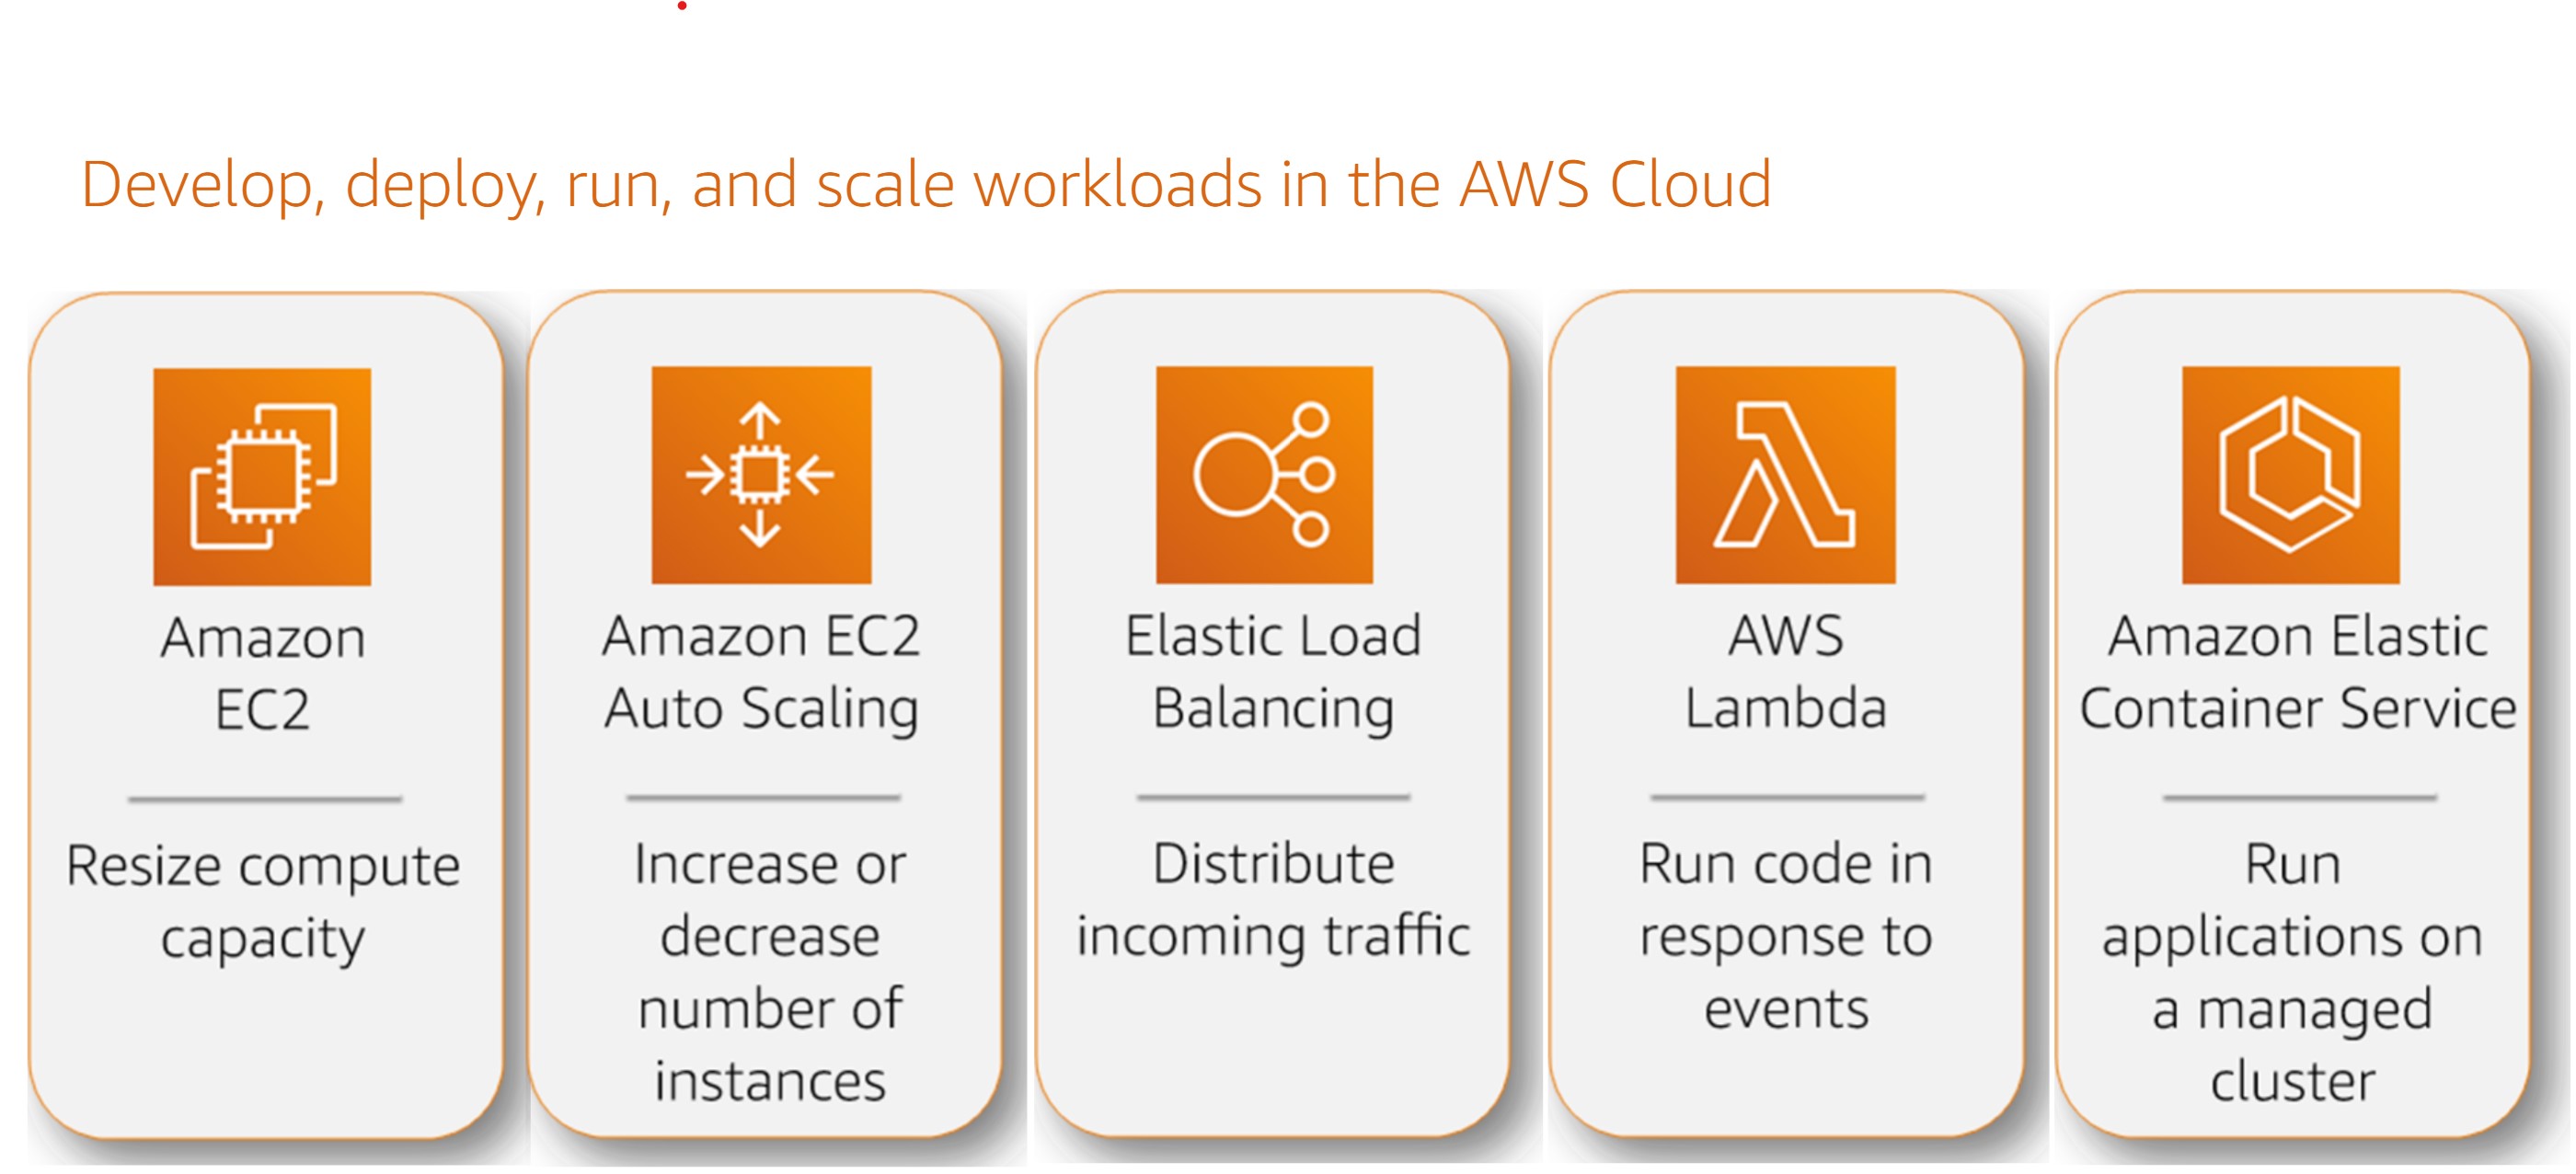 Develop, deploy, run, and scale workloads in the AWS Cloud
Amazon
EC2
Resize compute
capacity
Amazon EC2
Auto Scaling
Increase or
decrease
number of
instances
Elastic Load
Balancing
Distribute
incoming traffic
AWS
Lambda
Run code in
response to
events
Amazon Elastic
Container Service
Run
applications on
a managed
cluster